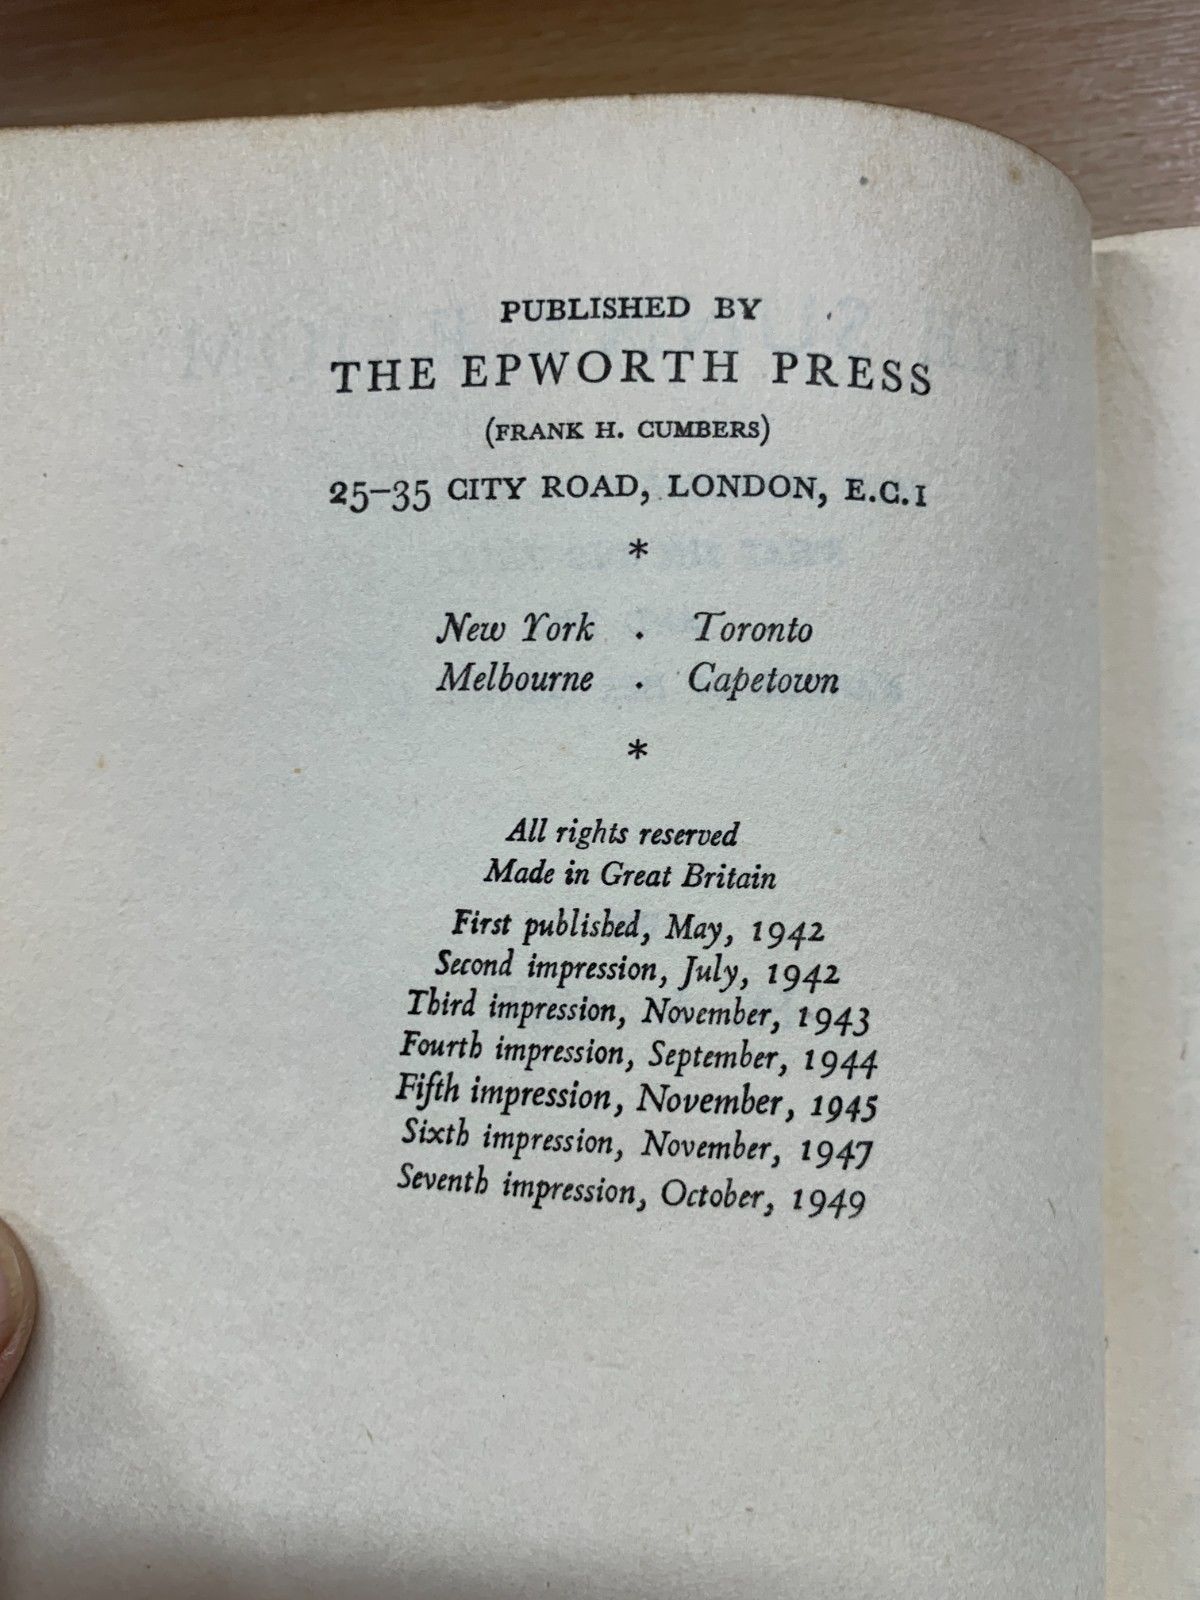 PUBLISHED BY
THE EPWORTH PRESS
(FRANK H. CUMBERS)
25–35 CITY ROAD, LONDON, E.C.1
*
New York . Toronto
Melbourne . Capetown
*
All rights reserved
Made in Great Britain
First published, May, 1942
Second impression, July, 1942
Third impression, November, 1943
Fourth impression, September, 1944
Fifth impression, November, 1945
Sixth impression, November, 1947
Seventh impression, October, 1949